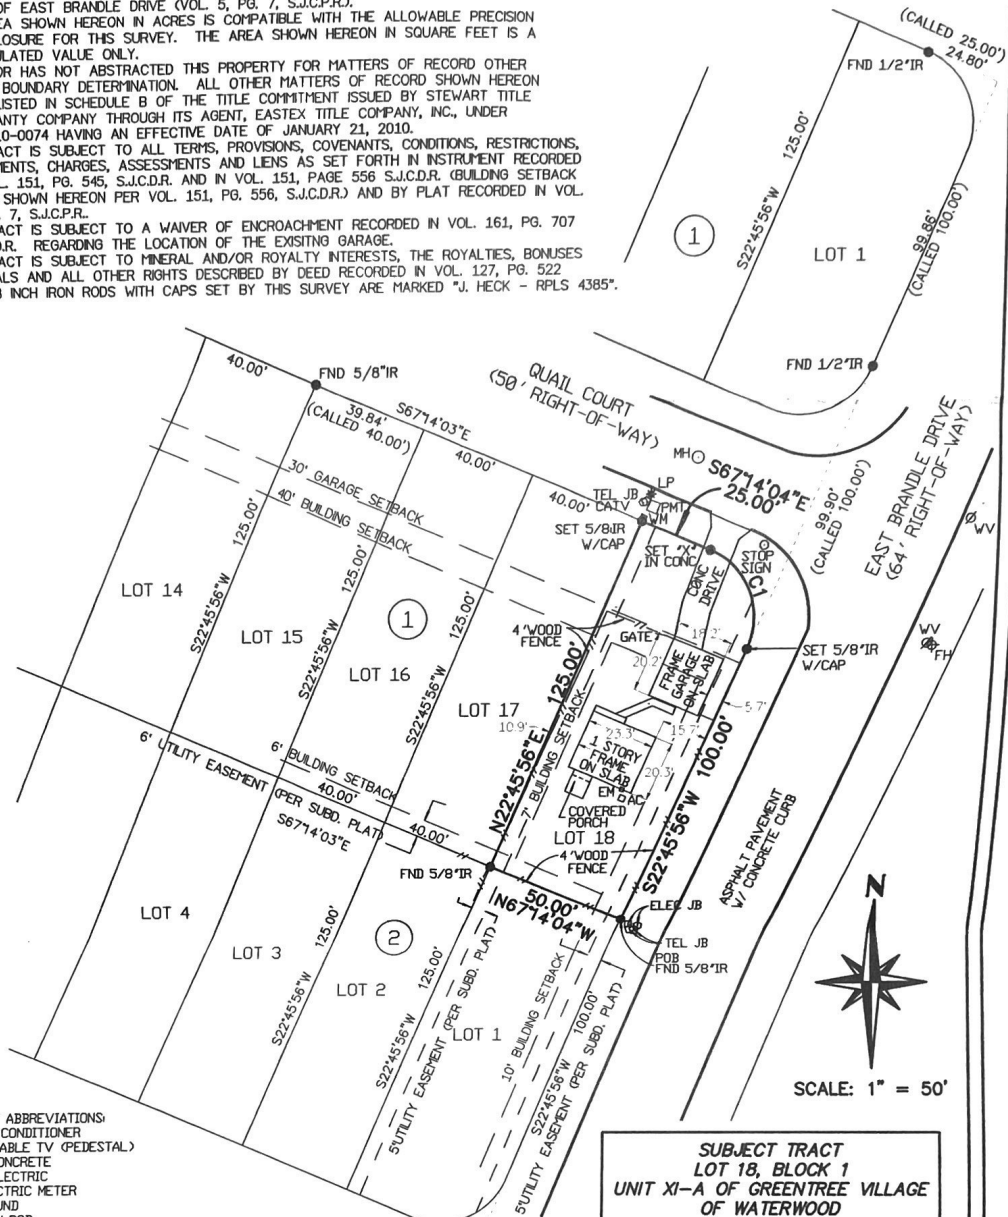 OF EAST BRANDLE DRIVE (VOL. 5, PG. 7, S.J.C.P.R.).
EA SHOWN HEREON IN ACRES IS COMPATIBLE WITH THE ALLOWABLE PRECISION
LOSURE FOR THIS SURVEY. THE AREA SHOWN HEREON IN SQUARE FEET IS A
ULATED VALUE ONLY.
OR HAS NOT ABSTRACTED THIS PROPERTY FOR MATTERS OF RECORD OTHER
BOUNDARY DETERMINATION. ALL OTHER MATTERS OF RECORD SHOWN HEREON
LISTED IN SCHEDULE B OF THE TITLE COMMITMENT ISSUED BY STEWART TITLE
ANTY COMPANY THROUGH ITS AGENT, EASTEX TITLE COMPANY, INC., UNDER
10-0074 HAVING AN EFFECTIVE DATE OF JANUARY 21, 2010.
ACT IS SUBJECT TO ALL TERMS, PROVISIONS, COVENANTS, CONDITIONS, RESTRICTIONS,
MENTS, CHARGES, ASSESSMENTS AND LIENS AS SET FORTH IN INSTRUMENT RECORDED
L. 151, PG. 545, S.J.C.D.R. AND IN VOL. 151, PAGE 556 S.J.C.D.R. (BUILDING SETBACK
SHOWN HEREON PER VOL. 151, PG. 556, S.J.C.D.R.) AND BY PLAT RECORDED IN VOL.
. 7, S.J.C.P.R..
ACT IS SUBJECT TO A WAIVER OF ENCROACHMENT RECORDED IN VOL. 161, PG. 707
D.R. REGARDING THE LOCATION OF THE EXISITNG GARAGE.
ACT IS SUBJECT TO MINERAL AND/OR ROYALTY INTERESTS, THE ROYALTIES, BONUSES
ALS AND ALL OTHER RIGHTS DESCRIBED BY DEED RECORDED IN VOL. 127, PG. 522
INCH IRON RODS WITH CAPS SET BY THIS SURVEY ARE MARKED "J. HECK - RPLS 4385".
(CALLED 25.00')
24.80'
FND 1/2"IR
125.00'
S22°45'56"W
1
LOT 1
99.86'
(CALLED 100.00')
FND 1/2"IR
QUAIL COURT
(50' RIGHT-OF-WAY)
EAST BRANDLE DRIVE
(64' RIGHT-OF-WAY)
99.90'
(CALLED 100.00')
40.00'
FND 5/8"IR
39.84'
(CALLED 40.00')
S67°14'03"E
40.00'
40.00'
30' GARAGE SETBACK
40' BUILDING SETBACK
MH
S67°14'04"E
25.00'
LP
TEL JB
CATV
PMT
WM
SET 5/8IR
W/CAP
SET "X"
IN CONC
CONC
DRIVE
STOP
SIGN
C1
WV
WV
FH
SET 5/8"IR
W/CAP
LOT 14
125.00'
S22°45'56"W
LOT 15
125.00'
S22°45'56"W
1
LOT 16
125.00'
S22°45'56"W
LOT 17
4'WOOD
FENCE
GATE
18.2'
20.2'
FRAME
GARAGE
ON SLAB
5.7'
15.7'
125.00'
N22°45'56"E
10.9'
7' BUILDING SETBACK
23.3'
1 STORY
FRAME
ON SLAB
20.3'
EM
AC
COVERED
PORCH
LOT 18
4'WOOD
FENCE
S22°45'56"W 100.00'
ASPHALT PAVEMENT
W/ CONCRETE CURB
6' UTILITY EASEMENT (PER SUBD. PLAT)
6' BUILDING SETBACK
40.00'
S67°14'03"E
40.00'
FND 5/8"IR
50.00'
N67°14'04"W
ELEC JB
TEL JB
POB
FND 5/8"IR
LOT 4
LOT 3
125.00'
S22°45'56"W
2
LOT 2
125.00'
S22°45'56"W
5'UTILITY EASEMENT (PER SUBD. PLAT)
LOT 1
10' BUILDING SETBACK
100.00'
S22°45'56"W
5'UTILITY EASEMENT (PER SUBD. PLAT)
N
SCALE: 1" = 50'
ABBREVIATIONS:
CONDITIONER
ABLE TV (PEDESTAL)
ONCRETE
LECTRIC
CTRIC METER
UND
SUBJECT TRACT
LOT 18, BLOCK 1
UNIT XI-A OF GREENTREE VILLAGE
OF WATERWOOD